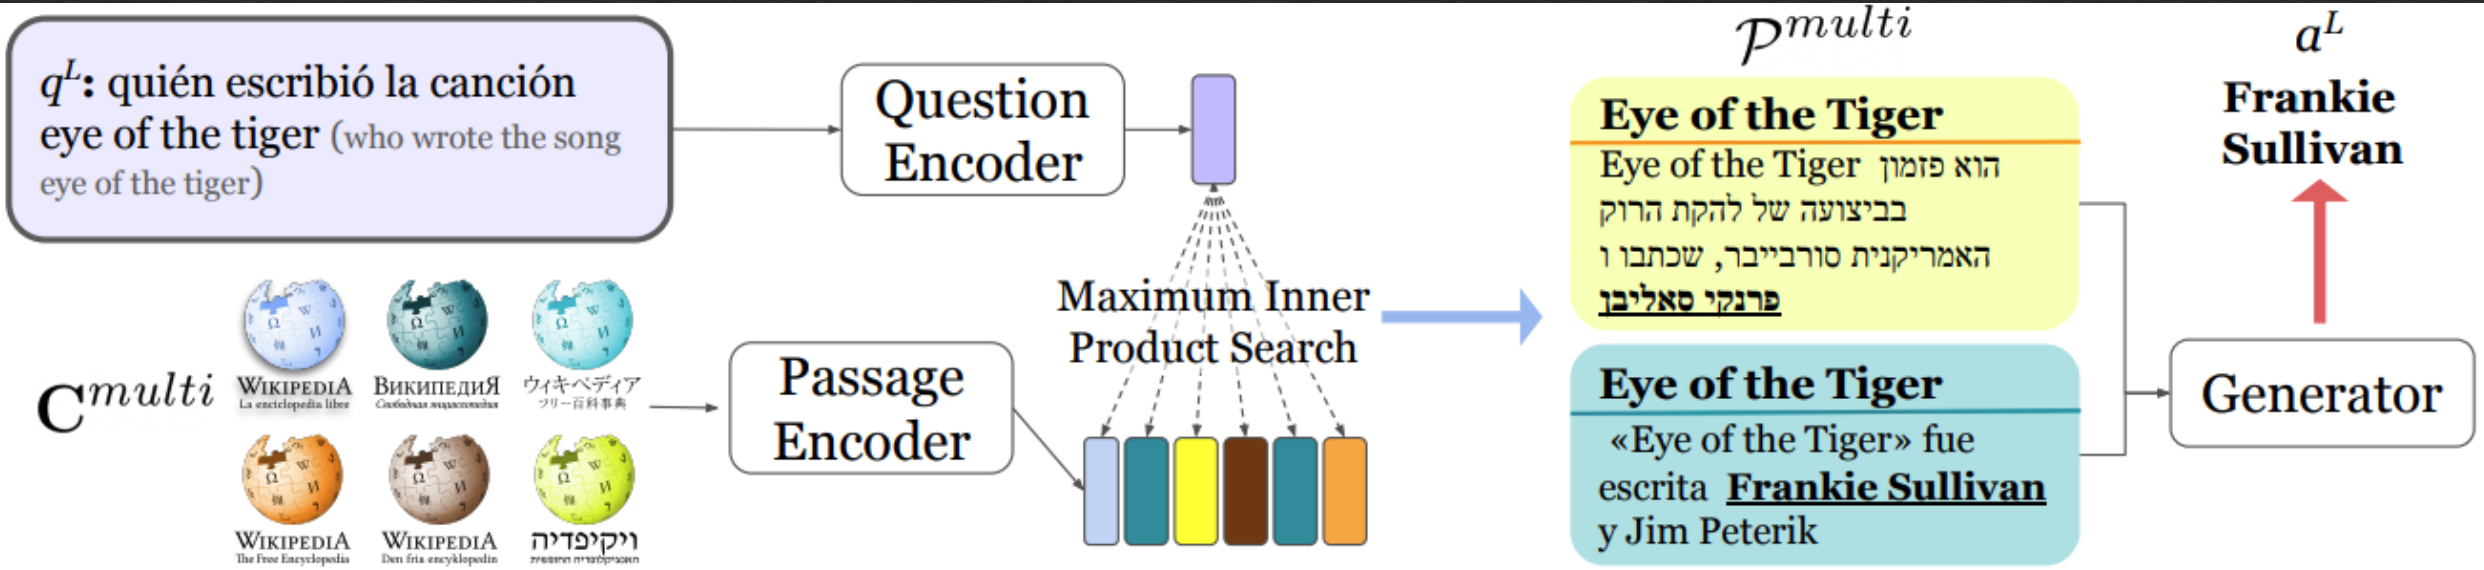 q^L: quién escribió la canción
eye of the tiger (who wrote the song
eye of the tiger)
Question
Encoder
C^multi
WIKIPEDIA
La enciclopedia libre
ВИКИПЕДИЯ
Свободная энциклопедия
ウィキペディア
フリー百科事典
WIKIPEDIA
The Free Encyclopedia
WIKIPEDIA
Den fria encyklopedin
ויקיפדיה
האנציקלופדיה החופשית
Passage
Encoder
Maximum Inner
Product Search
P^multi
Eye of the Tiger
Eye of the Tiger הוא פזמון
בביצועה של להקת הרוק
האמריקנית סורבייבר, שכתבו ו
פרנקי סאליבן
Eye of the Tiger
«Eye of the Tiger» fue
escrita Frankie Sullivan
y Jim Peterik
Generator
a^L
Frankie
Sullivan